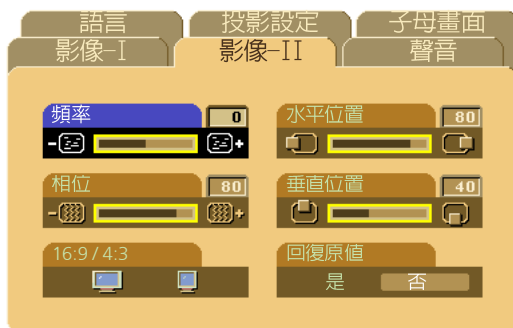 語言 投影設定 子母畫面
影像-I 影像-II 聲音
頻率 0 水平位置 80
- + 
相位 80 垂直位置 40
- +
16:9 / 4:3 回復原值
是 否